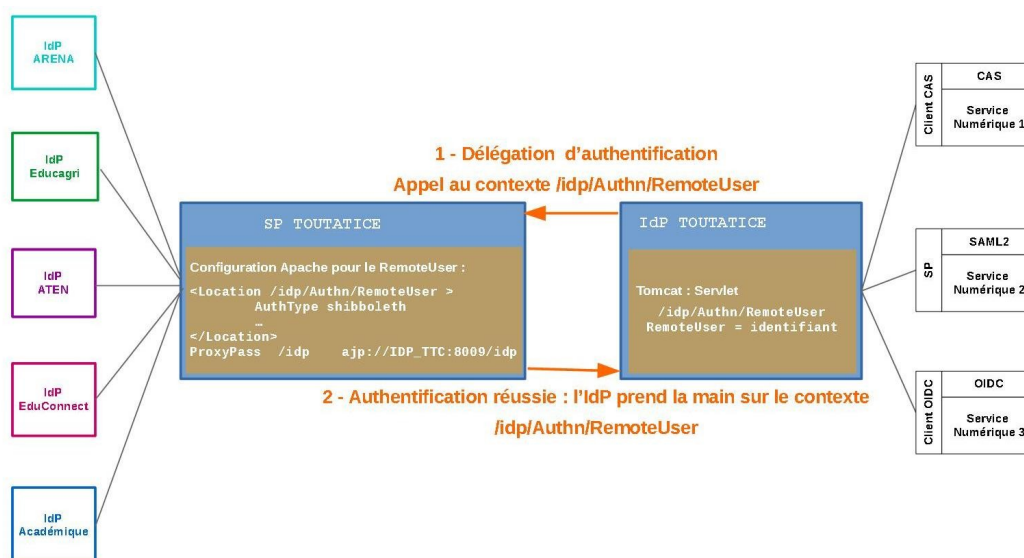 IdP
ARENA
IdP
Educagri
IdP
ATEN
IdP
EduConnect
IdP
Académique
1 - Délégation d’authentification
Appel au contexte /idp/Authn/RemoteUser
SP TOUTATICE
Configuration Apache pour le RemoteUser :
<Location /idp/Authn/RemoteUser >
AuthType shibboleth
…
</Location>
ProxyPass /idp ajp://IDP_TTC:8009/idp
IdP TOUTATICE
Tomcat : Servlet
/idp/Authn/RemoteUser
RemoteUser = identifiant
2 - Authentification réussie : l’IdP prend la main sur le contexte
/idp/Authn/RemoteUser
Client CAS
CAS
Service
Numérique 1
SP
SAML2
Service
Numérique 2
Client OIDC
OIDC
Service
Numérique 3